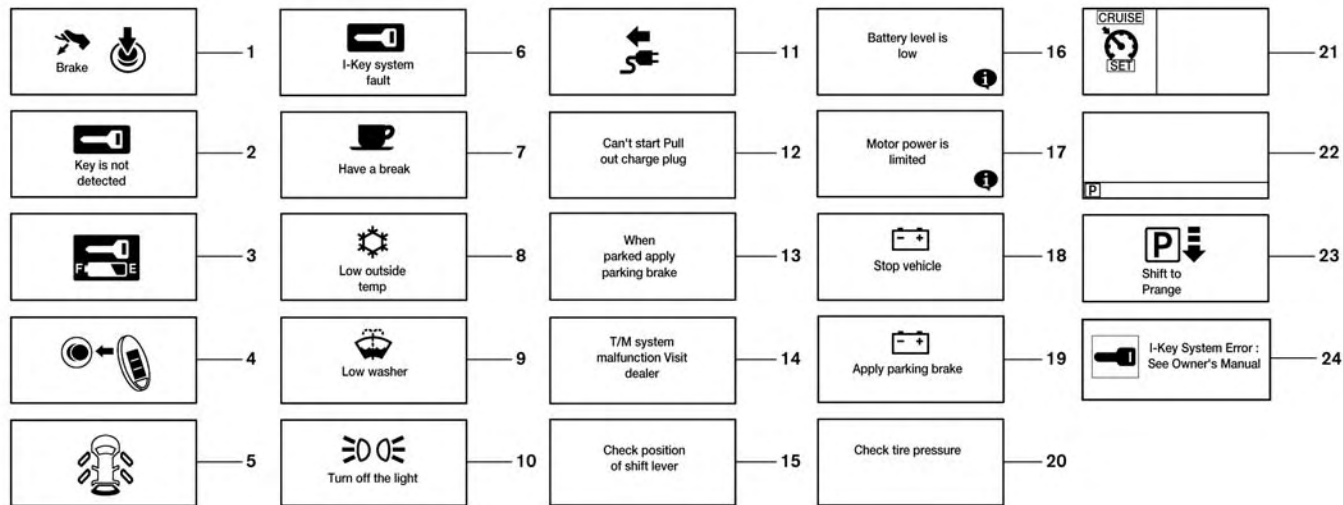 Brake
1
Key is not
detected
2
F E
3
4
5
I-Key system
fault
6
Have a break
7
Low outside
temp
8
Low washer
9
Turn off the light
10
11
Can't start Pull
out charge plug
12
When
parked apply
parking brake
13
T/M system
malfunction Visit
dealer
14
Check position
of shift lever
15
Battery level is
low
i
16
Motor power is
limited
i
17
- +
Stop vehicle
18
- +
Apply parking brake
19
Check tire pressure
20
CRUISE
SET
21
P
22
P
Shift to
Prange
23
I-Key System Error :
See Owner's Manual
24